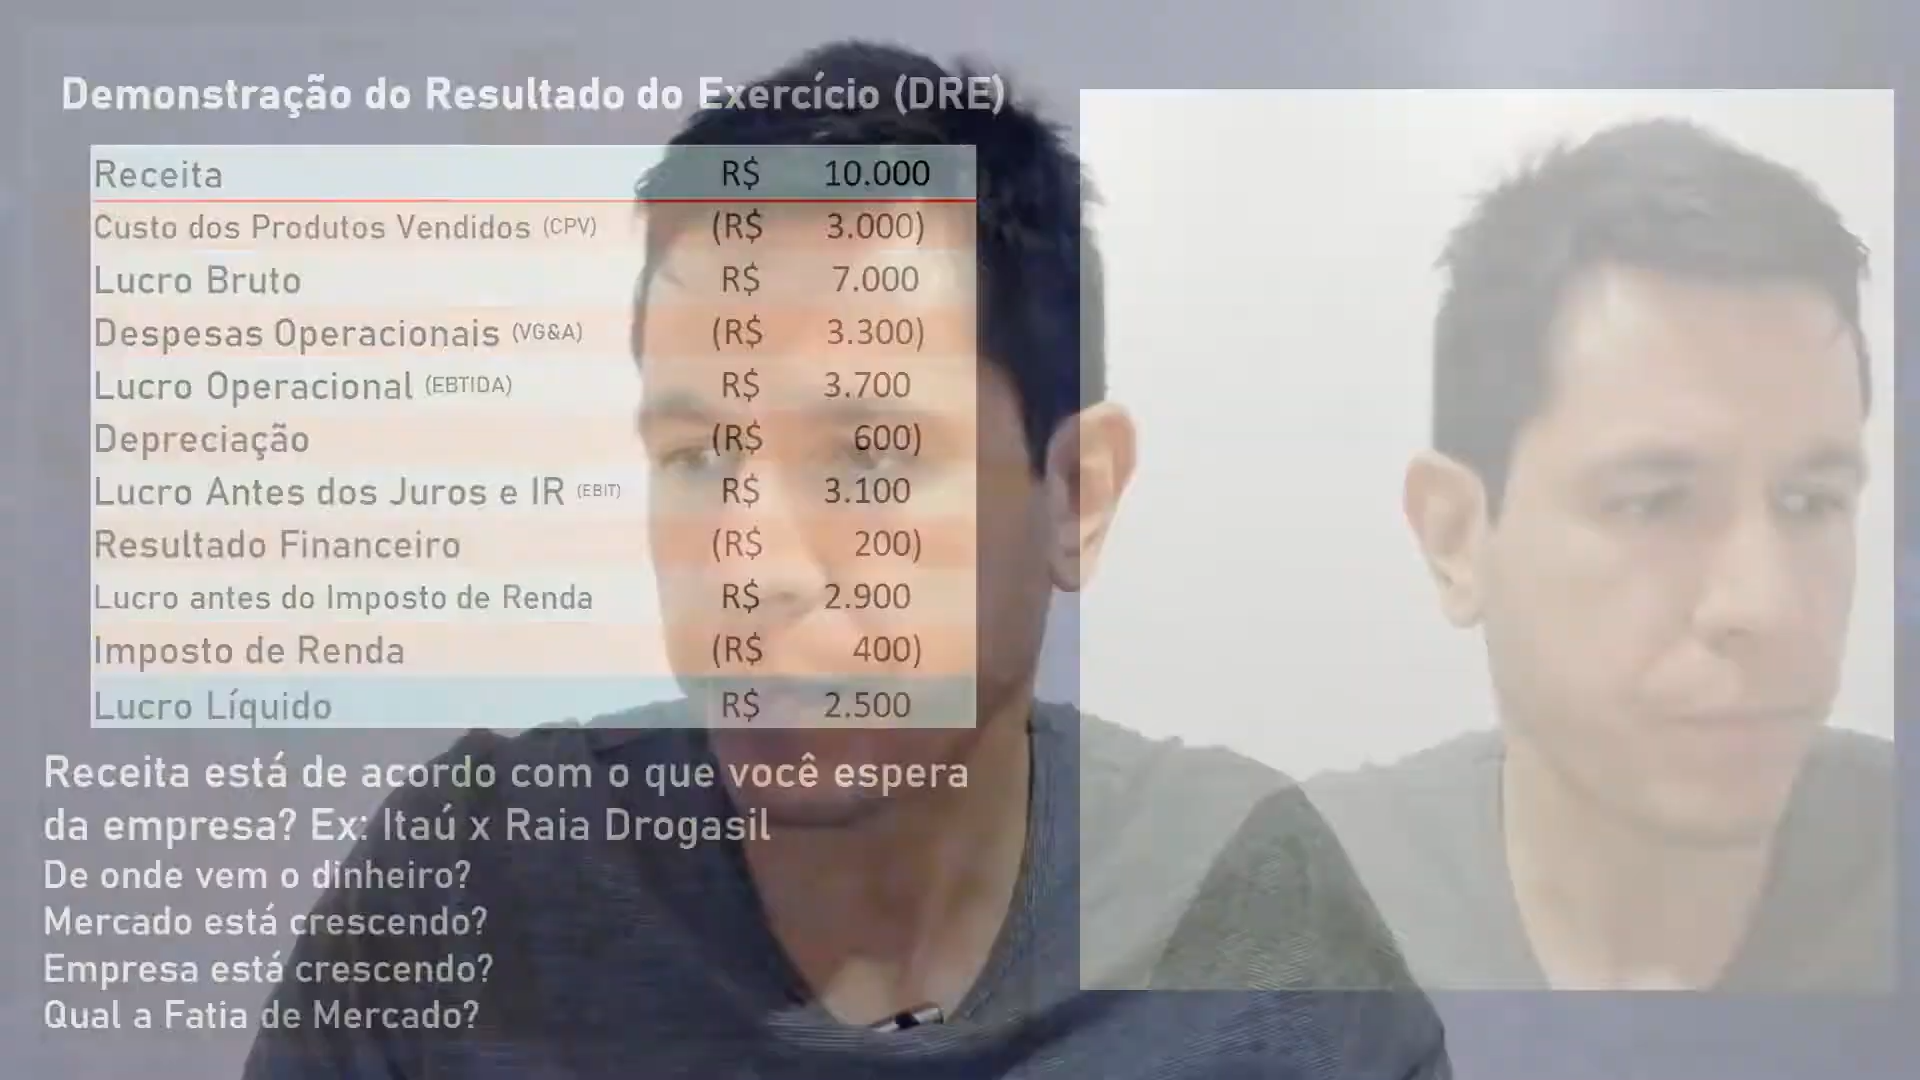 Demonstração do Resultado do Exercício (DRE)
Receita R$ 10.000
Custo dos Produtos Vendidos (CPV) (R$ 3.000)
Lucro Bruto R$ 7.000
Despesas Operacionais (VG&A) (R$ 3.300)
Lucro Operacional (EBTIDA) R$ 3.700
Depreciação (R$ 600)
Lucro Antes dos Juros e IR (EBIT) R$ 3.100
Resultado Financeiro (R$ 200)
Lucro antes do Imposto de Renda R$ 2.900
Imposto de Renda (R$ 400)
Lucro Líquido R$ 2.500
Receita está de acordo com o que você espera
da empresa? Ex: Itaú x Raia Drogasil
De onde vem o dinheiro?
Mercado está crescendo?
Empresa está crescendo?
Qual a Fatia de Mercado?